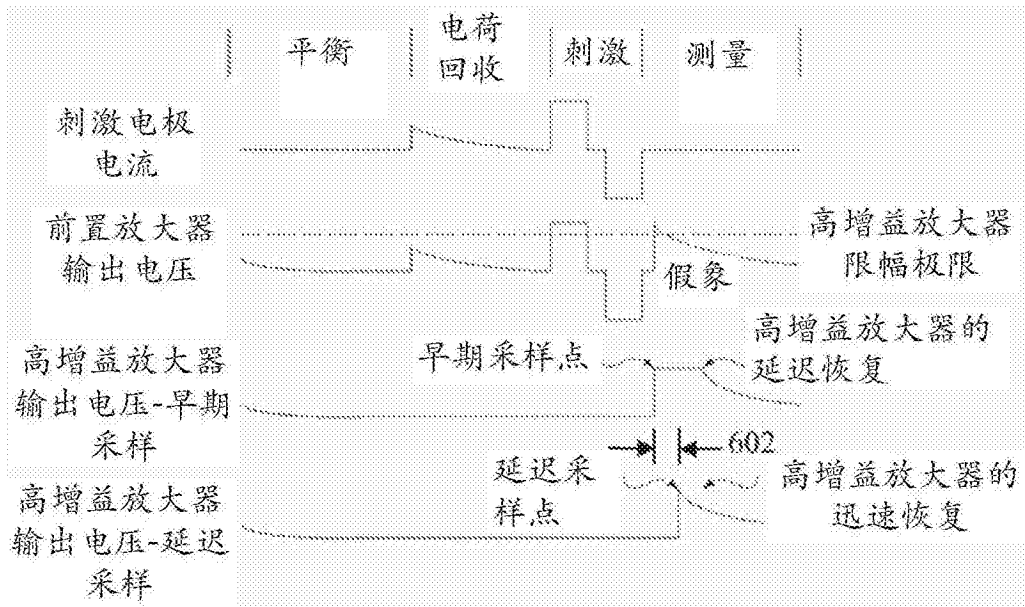 平衡
电荷
回收
刺激
测量
刺激电极
电流
前置放大器
输出电压
高增益放大器
限幅极限
假象
早期采样点
高增益放大器的
延迟恢复
高增益放大器
输出电压-早期
采样
602
延迟采
样点
高增益放大器的
迅速恢复
高增益放大器
输出电压-延迟
采样